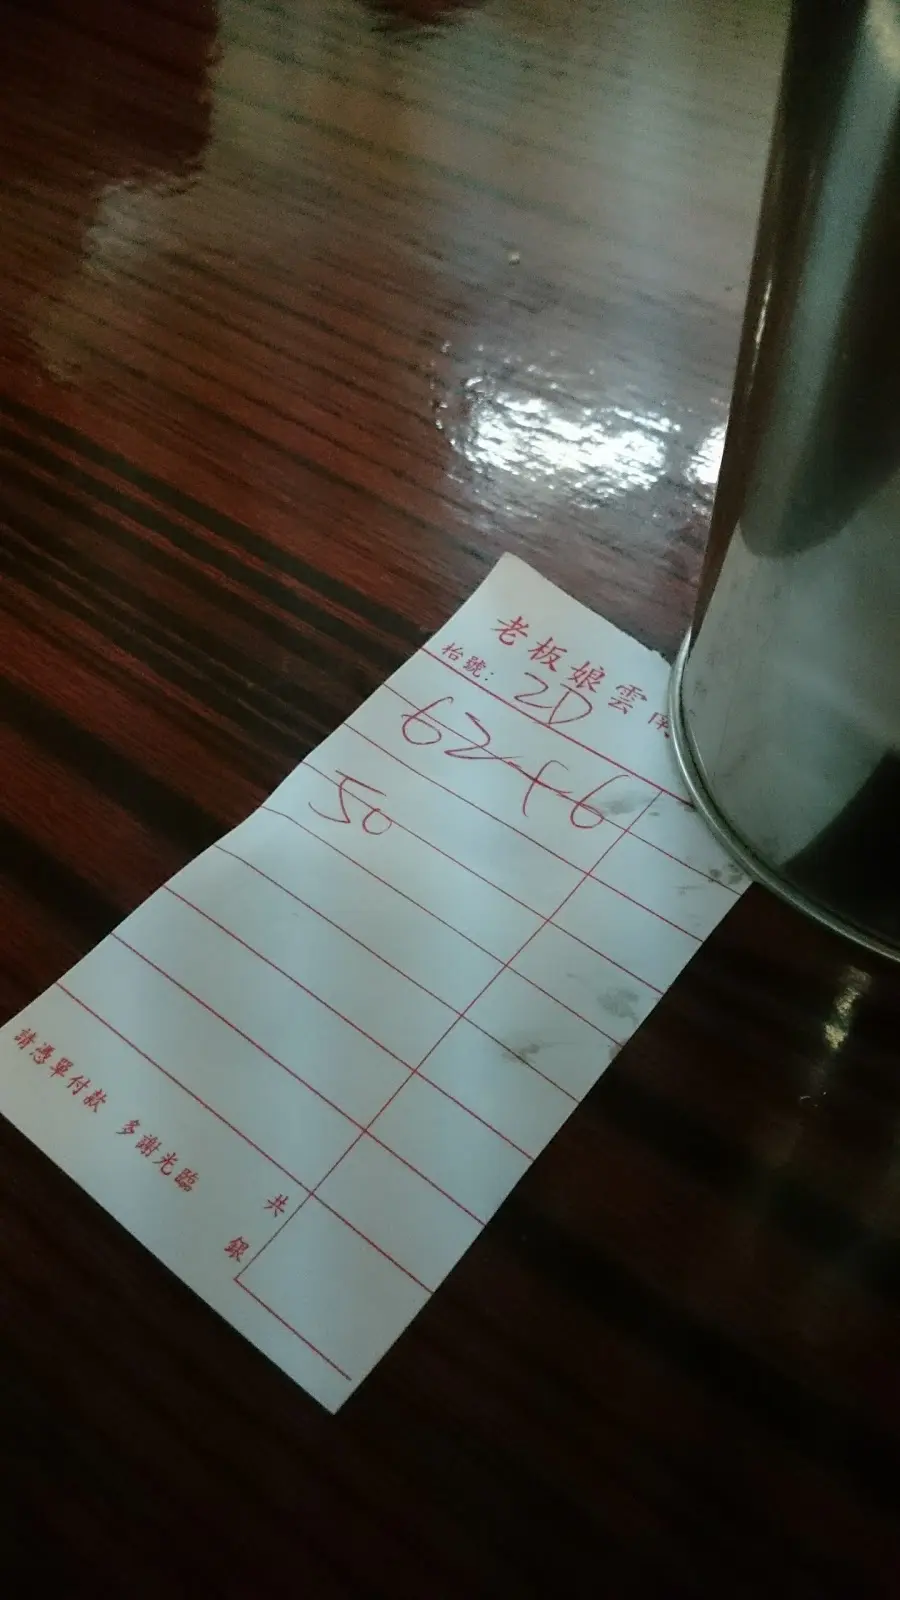 老板娘雲南
枱號: 2D
62+6
50
請憑單付款 多謝光臨
共
銀